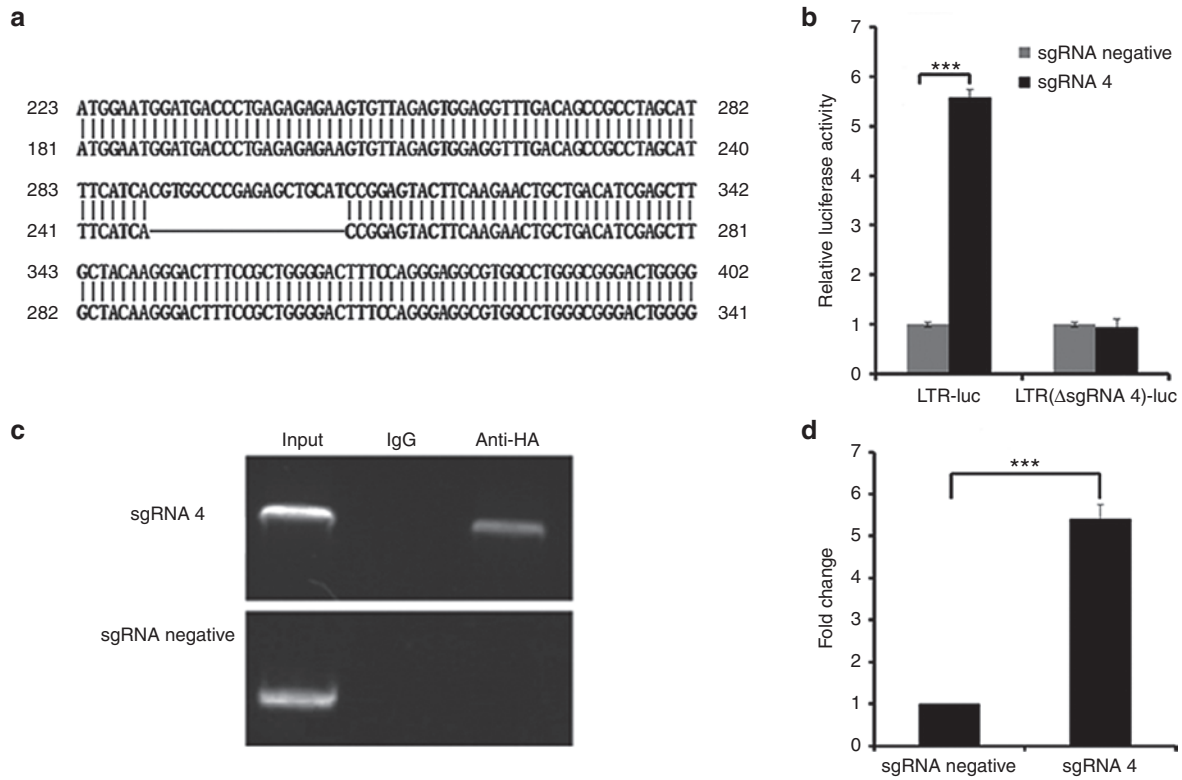 a
223 ATGGAATGGATGACCCTGAGAGAGAAGTGTTAGAGTGGAGGTTTGACAGCCGCCTAGCAT 282
181 ATGGAATGGATGACCCTGAGAGAGAAGTGTTAGAGTGGAGGTTTGACAGCCGCCTAGCAT 240
283 TTCATCACGTGGCCCGAGAGCTGCATCCGGAGTACTTCAAGAACTGCTGACATCGAGCTT 342
241 TTCATCA CCGGAGTACTTCAAGAACTGCTGACATCGAGCTT 281
343 GCTACAAGGGACTTTCCGCTGGGGACTTTCCAGGGAGGCGTGGCCTGGGCGGGACTGGGG 402
282 GCTACAAGGGACTTTCCGCTGGGGACTTTCCAGGGAGGCGTGGCCTGGGCGGGACTGGGG 341
b
Relative luciferase activity
7
6
5
4
3
2
1
0
***
sgRNA negative
sgRNA 4
LTR-luc LTR(ΔsgRNA 4)-luc
c
Input IgG Anti-HA
sgRNA 4
sgRNA negative
d
Fold change
7
6
5
4
3
2
1
0
***
sgRNA negative sgRNA 4